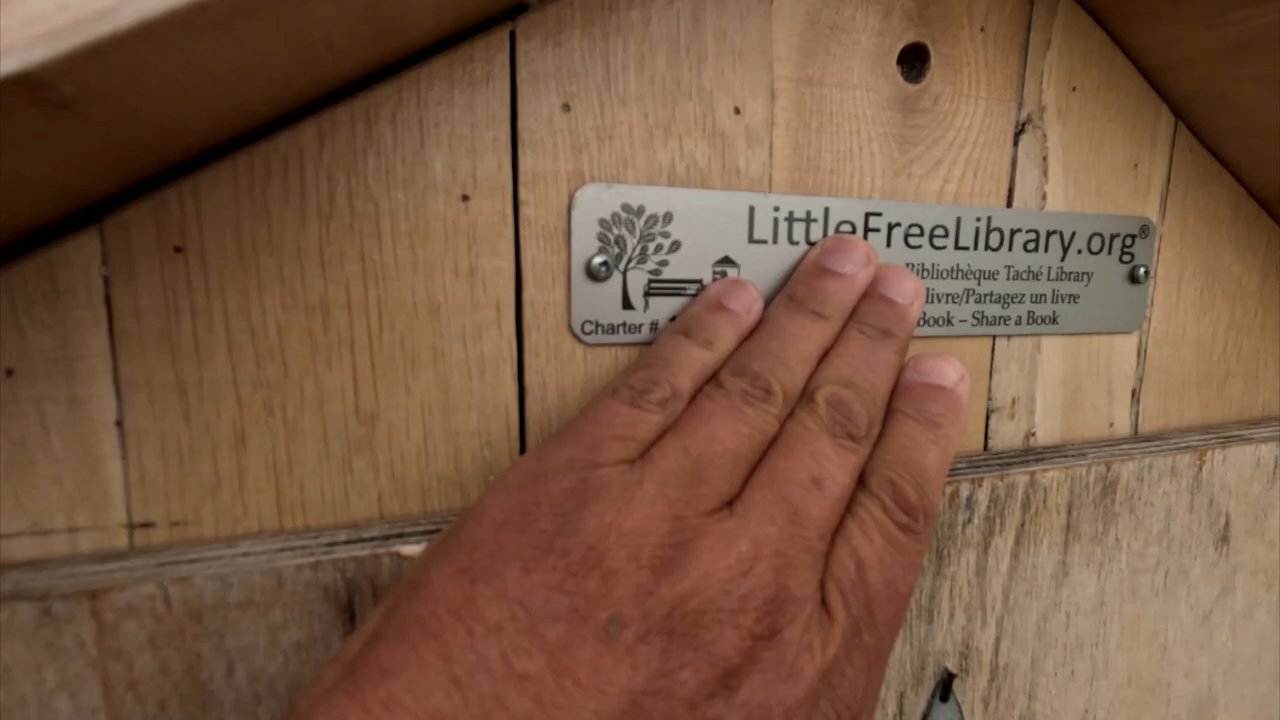 LittleFreeLibrary.org®
Bibliothèque Taché Library
livre/Partagez un livre
Book – Share a Book
Charter #